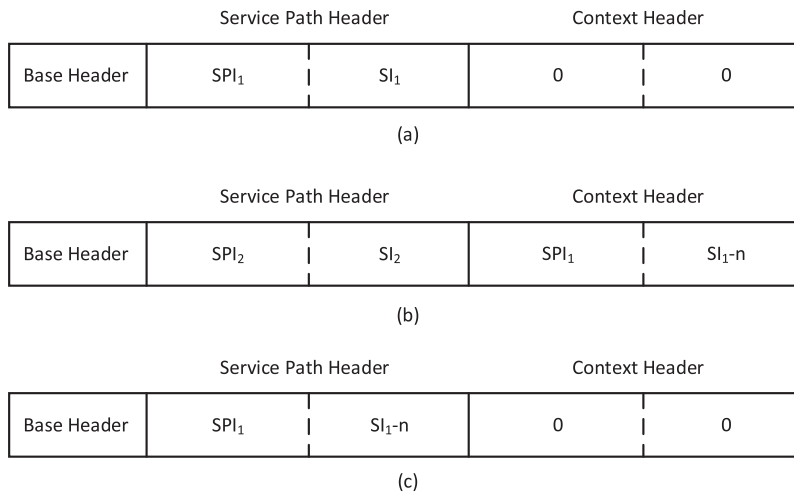 Service Path Header Context Header
Base Header SPI₁ SI₁ 0 0
(a)
Service Path Header Context Header
Base Header SPI₂ SI₂ SPI₁ SI₁-n
(b)
Service Path Header Context Header
Base Header SPI₁ SI₁-n 0 0
(c)